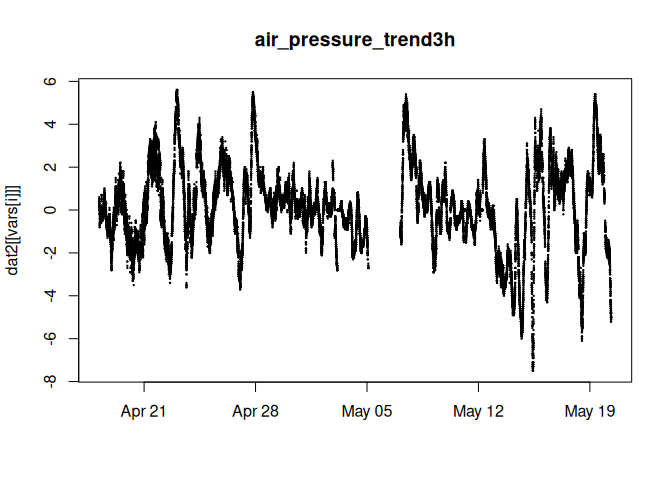 air_pressure_trend3h
dat2[[vars[i]]]
6
4
2
0
-2
-4
-6
-8
Apr 21
Apr 28
May 05
May 12
May 19